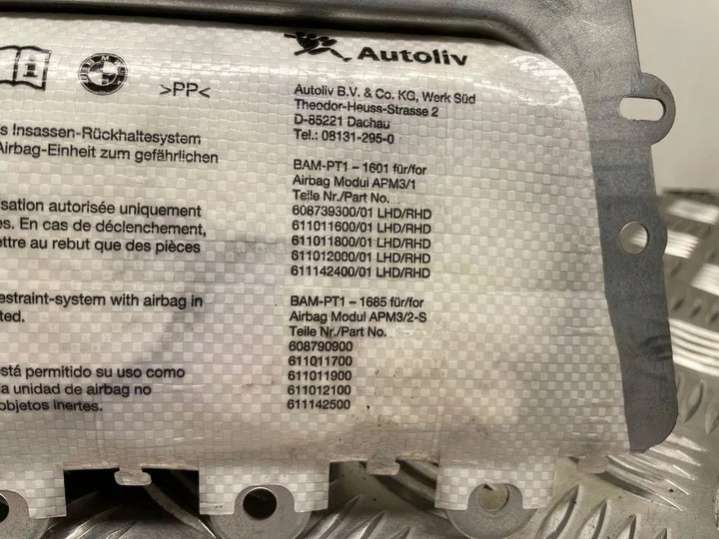 Autoliv
>PP<
Autoliv B.V. & Co. KG, Werk Süd
Theodor-Heuss-Strasse 2
D-85221 Dachau
Tel.: 08131-295-0
Insassen-Rückhaltesystem
Airbag-Einheit zum gefährlichen
BAM-PT1 – 1601 für/for
Airbag Modul APM3/1
Teile Nr./Part No.
608739300/01 LHD/RHD
611011600/01 LHD/RHD
611011800/01 LHD/RHD
611012000/01 LHD/RHD
611142400/01 LHD/RHD
sation autorisée uniquement
es. En cas de déclenchement,
ettre au rebut que des pièces
BAM-PT1 – 1685 für/for
Airbag Modul APM3/2-S
Teile Nr./Part No.
608790900
611011700
611011900
611012100
611142500
estraint-system with airbag in
ted.
está permitido su uso como
la unidad de airbag no
objetos inertes.